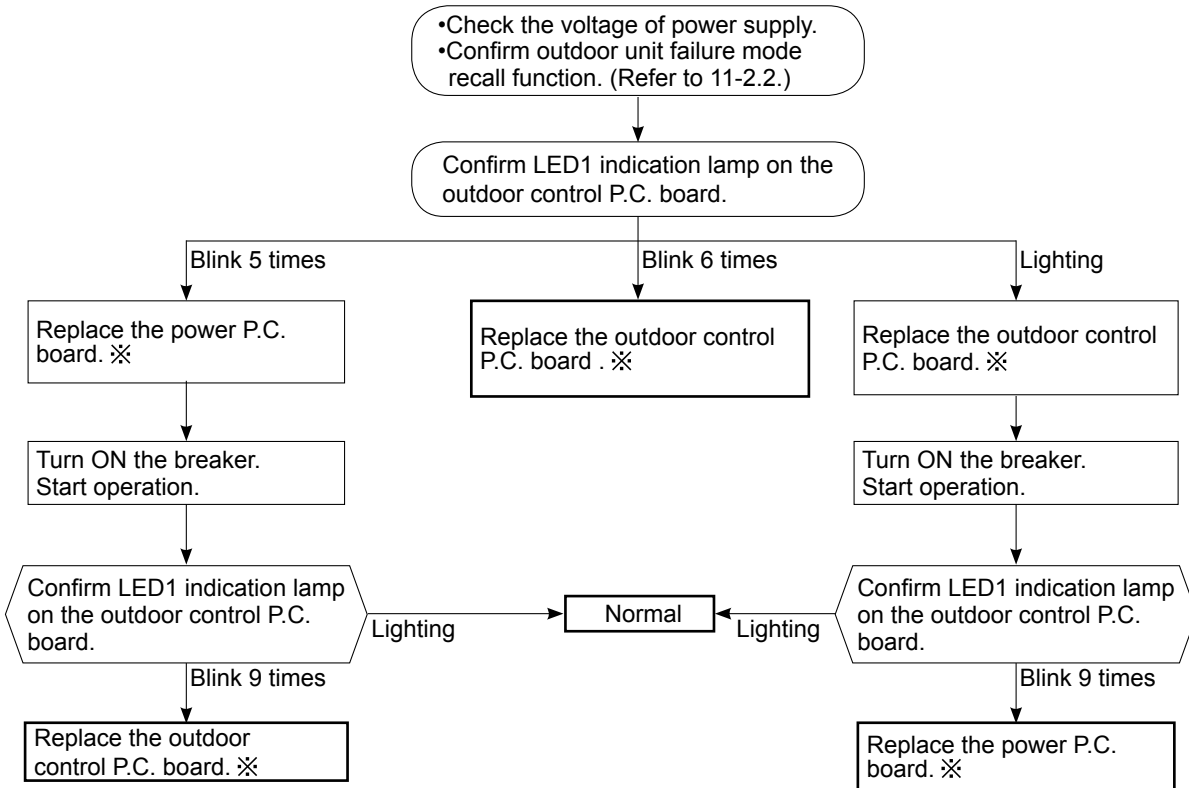 •Check the voltage of power supply.
•Confirm outdoor unit failure mode
recall function. (Refer to 11-2.2.)
Confirm LED1 indication lamp on the
outdoor control P.C. board.
Blink 5 times
Blink 6 times
Lighting
Replace the power P.C.
board. ※
Replace the outdoor control
P.C. board . ※
Replace the outdoor control
P.C. board. ※
Turn ON the breaker.
Start operation.
Turn ON the breaker.
Start operation.
Confirm LED1 indication lamp
on the outdoor control P.C.
board.
Lighting
Normal
Lighting
Confirm LED1 indication lamp
on the outdoor control P.C.
board.
Blink 9 times
Blink 9 times
Replace the outdoor
control P.C. board. ※
Replace the power P.C.
board. ※